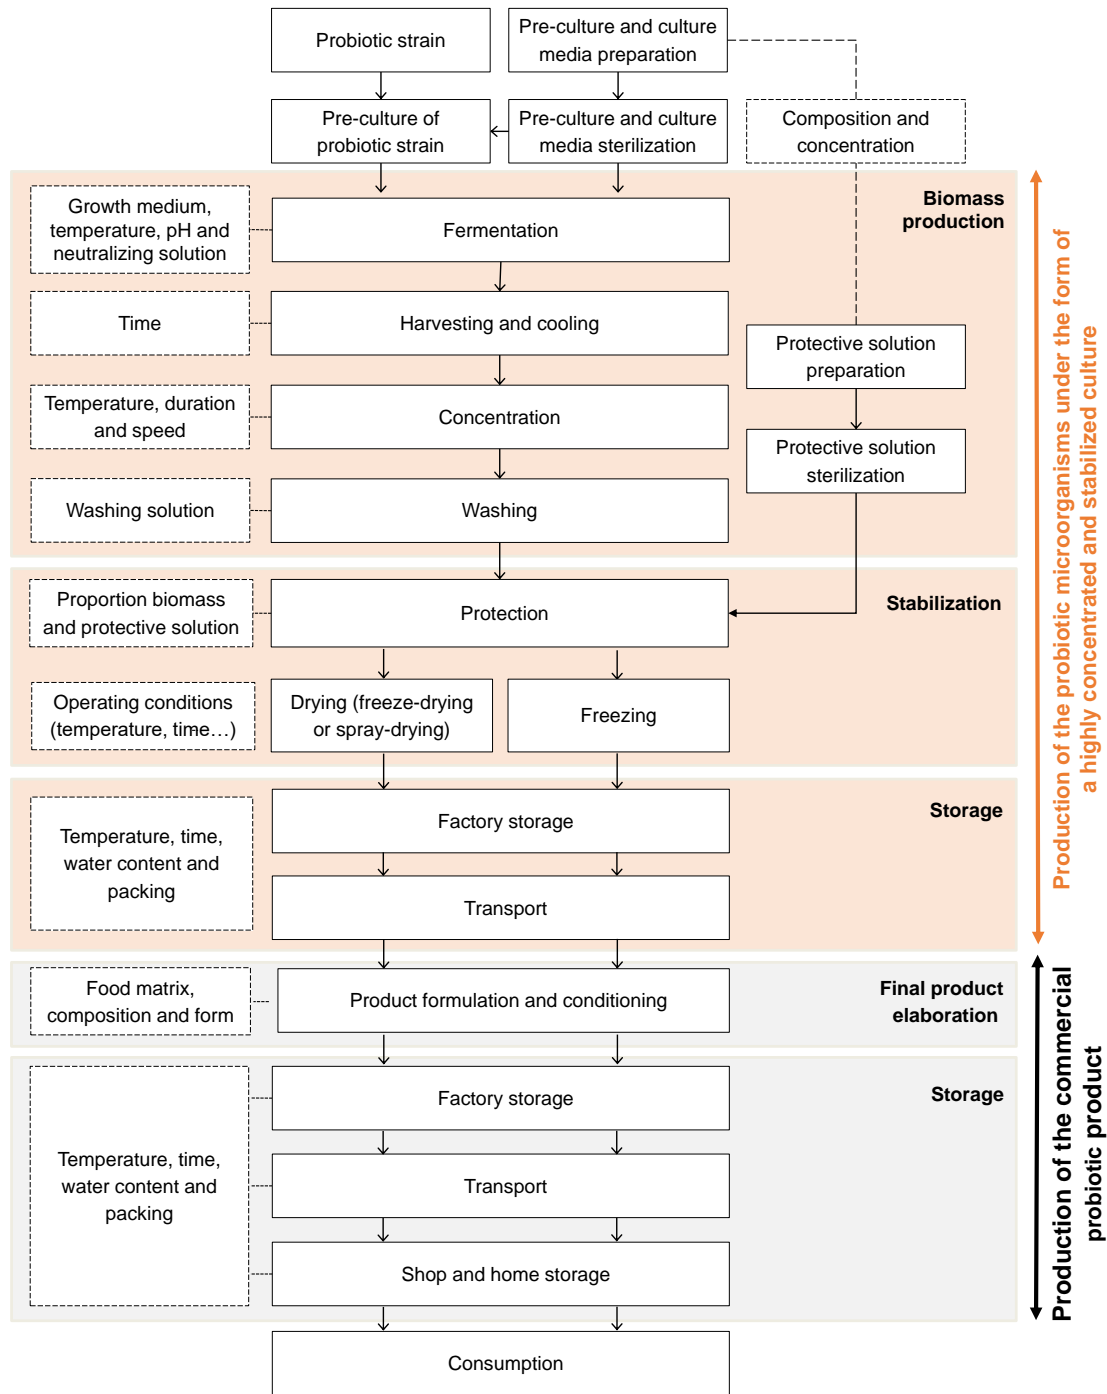 Probiotic strain
Pre-culture and culture
media preparation
Pre-culture of
probiotic strain
Pre-culture and culture
media sterilization
Composition and
concentration
Biomass
production
Growth medium,
temperature, pH and
neutralizing solution
Fermentation
Time
Harvesting and cooling
Protective solution
preparation
Temperature, duration
and speed
Concentration
Protective solution
sterilization
Washing solution
Washing
Stabilization
Proportion biomass
and protective solution
Protection
Operating conditions
(temperature, time…)
Drying (freeze-drying
or spray-drying)
Freezing
Storage
Temperature, time,
water content and
packing
Factory storage
Transport
Production of the probiotic microorganisms under the form of
a highly concentrated and stabilized culture
Final product
elaboration
Food matrix,
composition and form
Product formulation and conditioning
Storage
Temperature, time,
water content and
packing
Factory storage
Transport
Shop and home storage
Production of the commercial
probiotic product
Consumption